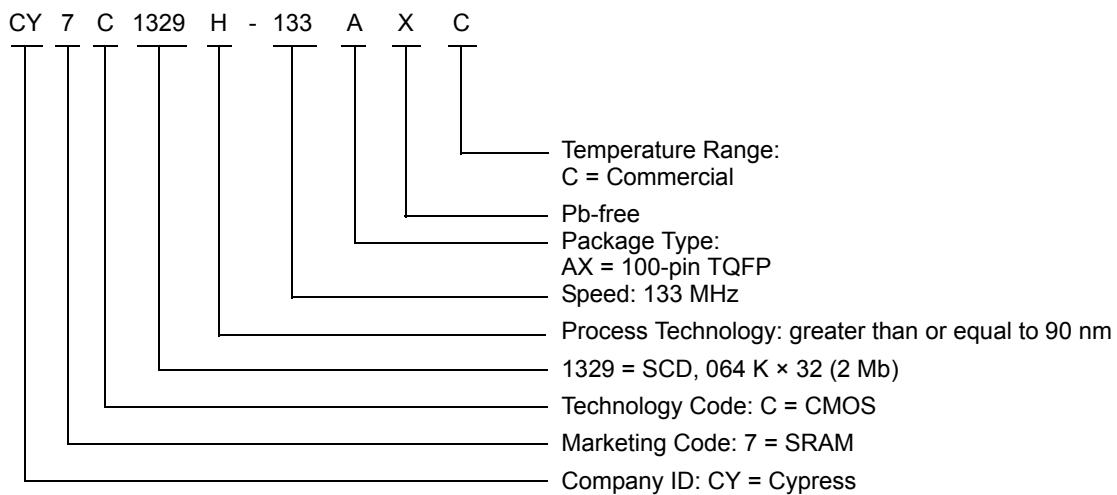 CY 7 C 1329 H - 133 A X C
Temperature Range:
C = Commercial
Pb-free
Package Type:
AX = 100-pin TQFP
Speed: 133 MHz
Process Technology: greater than or equal to 90 nm
1329 = SCD, 064 K × 32 (2 Mb)
Technology Code: C = CMOS
Marketing Code: 7 = SRAM
Company ID: CY = Cypress